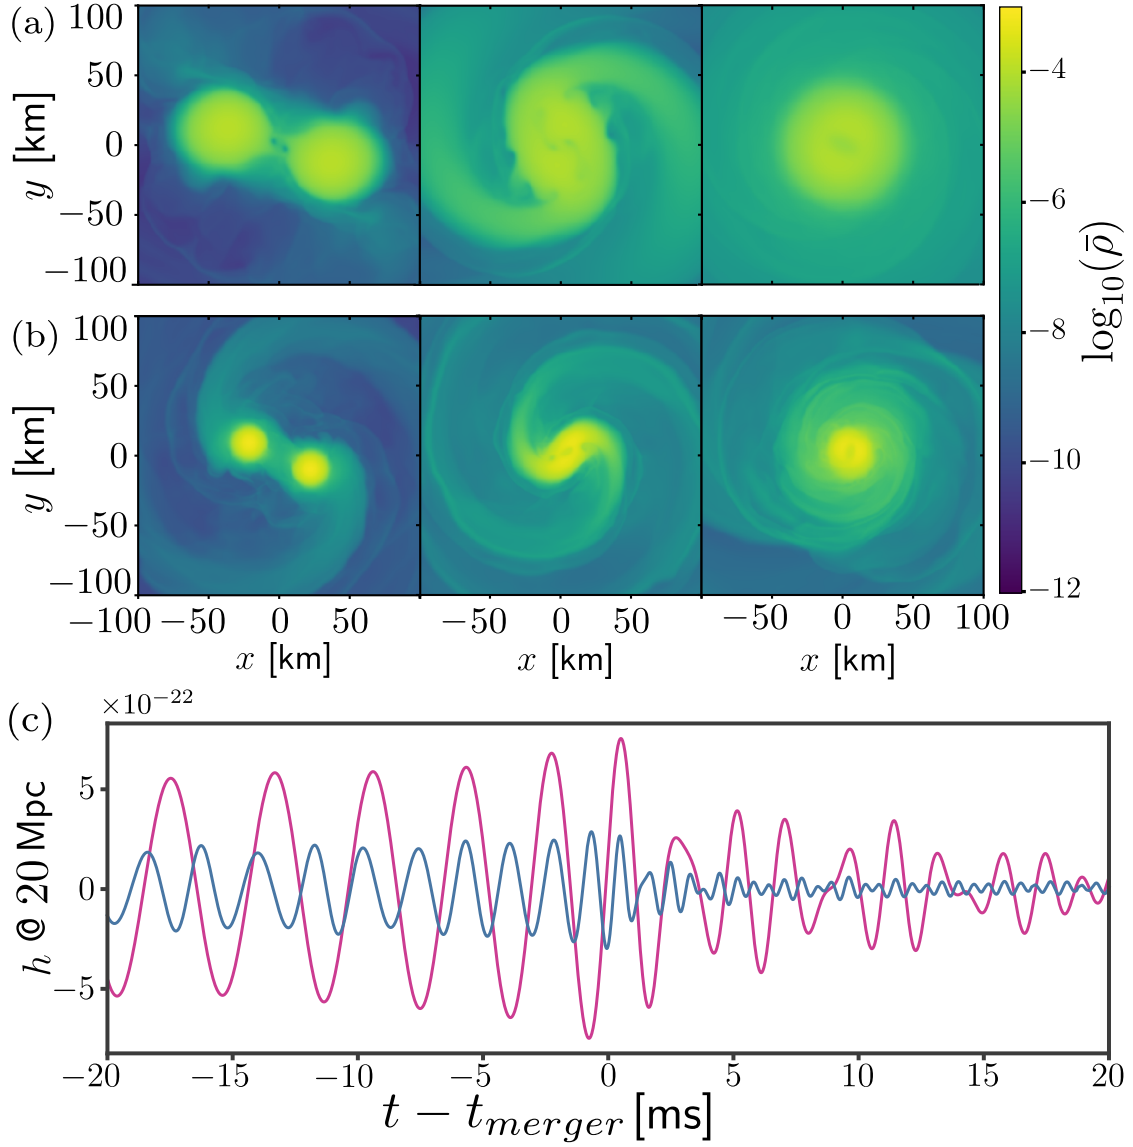 (a)
100
50
0
−50
−100
y [km]
(b)
100
50
0
−50
−100
y [km]
−100 −50 0 50 −50 0 50 −50 0 50 100
x [km] x [km] x [km]
−4
−6
−8
−10
−12
log₁₀(ρ̄)
(c)
×10⁻²²
5
0
−5
h @ 20 Mpc
−20 −15 −10 −5 0 5 10 15 20
t − t_merger [ms]